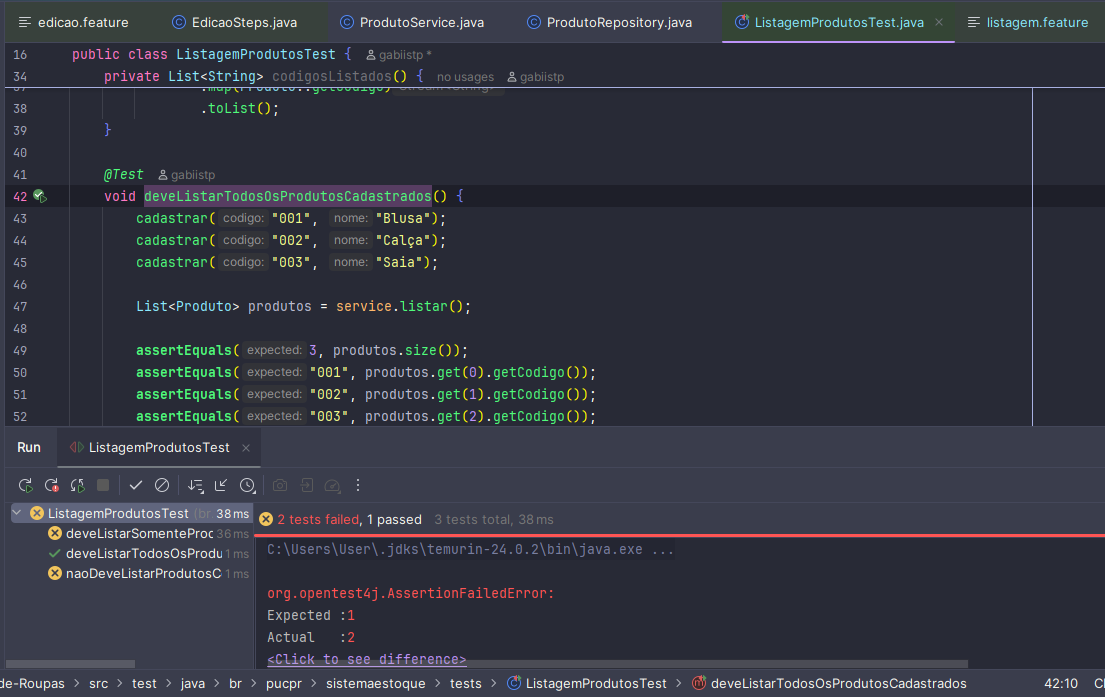 edicao.feature EdicaoSteps.java ProdutoService.java ProdutoRepository.java ListagemProdutosTest.java × listagem.feature
16 public class ListagemProdutosTest { gabiistp *
34 private List<String> codigosListados() { no usages gabiistp
37 .map(Produto::getCodigo) Stream<String>
38 .toList();
39 }
40
41 @Test gabiistp
42 void deveListarTodosOsProdutosCadastrados() {
43 cadastrar( codigo: "001", nome: "Blusa");
44 cadastrar( codigo: "002", nome: "Calça");
45 cadastrar( codigo: "003", nome: "Saia");
46
47 List<Produto> produtos = service.listar();
48
49 assertEquals( expected: 3, produtos.size());
50 assertEquals( expected: "001", produtos.get(0).getCodigo());
51 assertEquals( expected: "002", produtos.get(1).getCodigo());
52 assertEquals( expected: "003", produtos.get(2).getCodigo());
Run ListagemProdutosTest ×
ListagemProdutosTest (br 38 ms
deveListarSomenteProc 36 ms
deveListarTodosOsProdu 1 ms
naoDeveListarProdutosC 1 ms
2 tests failed, 1 passed 3 tests total, 38 ms
C:\Users\User\.jdks\temurin-24.0.2\bin\java.exe ...
org.opentest4j.AssertionFailedError:
Expected :1
Actual :2
<Click to see difference>
de-Roupas > src > test > java > br > pucpr > sistemaestoque > tests > ListagemProdutosTest > deveListarTodosOsProdutosCadastrados 42:10